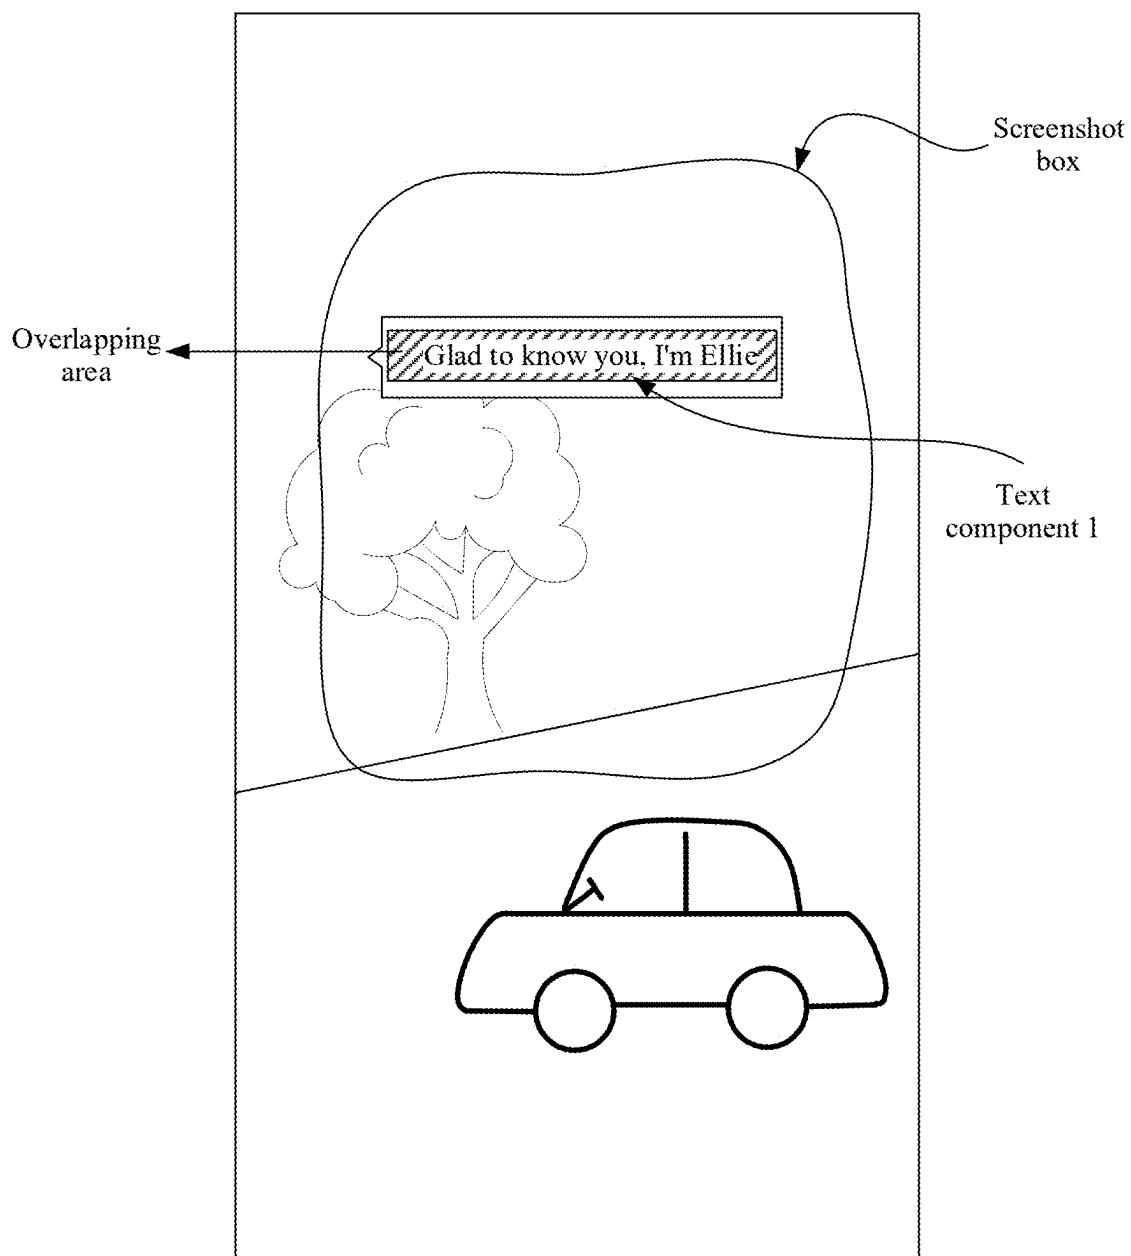 Screenshot
box
Overlapping
area
Glad to know you, I'm Ellie
Text
component 1